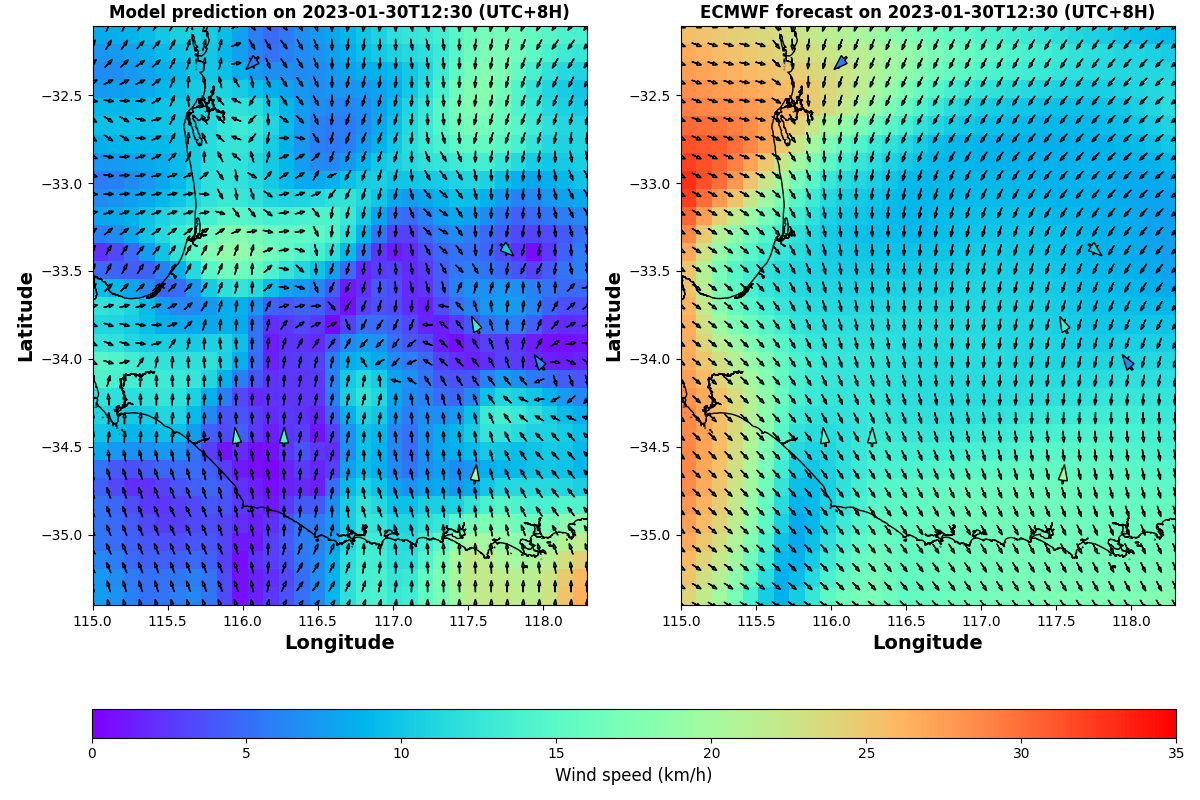 Model prediction on 2023-01-30T12:30 (UTC+8H)
ECMWF forecast on 2023-01-30T12:30 (UTC+8H)
−32.5
−33.0
−33.5
−34.0
−34.5
−35.0
Latitude
115.0 115.5 116.0 116.5 117.0 117.5 118.0
Longitude
−32.5
−33.0
−33.5
−34.0
−34.5
−35.0
Latitude
115.0 115.5 116.0 116.5 117.0 117.5 118.0
Longitude
0 5 10 15 20 25 30 35
Wind speed (km/h)